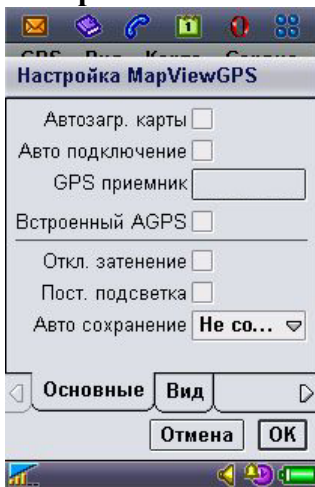 1
GPS Вид Карта Сервис
Настройка MapViewGPS
Автозагр. карты
Авто подключение
GPS приемник
Встроенный AGPS
Откл. затенение
Пост. подсветка
Авто сохранение Не со...
Основные Вид
Отмена OK